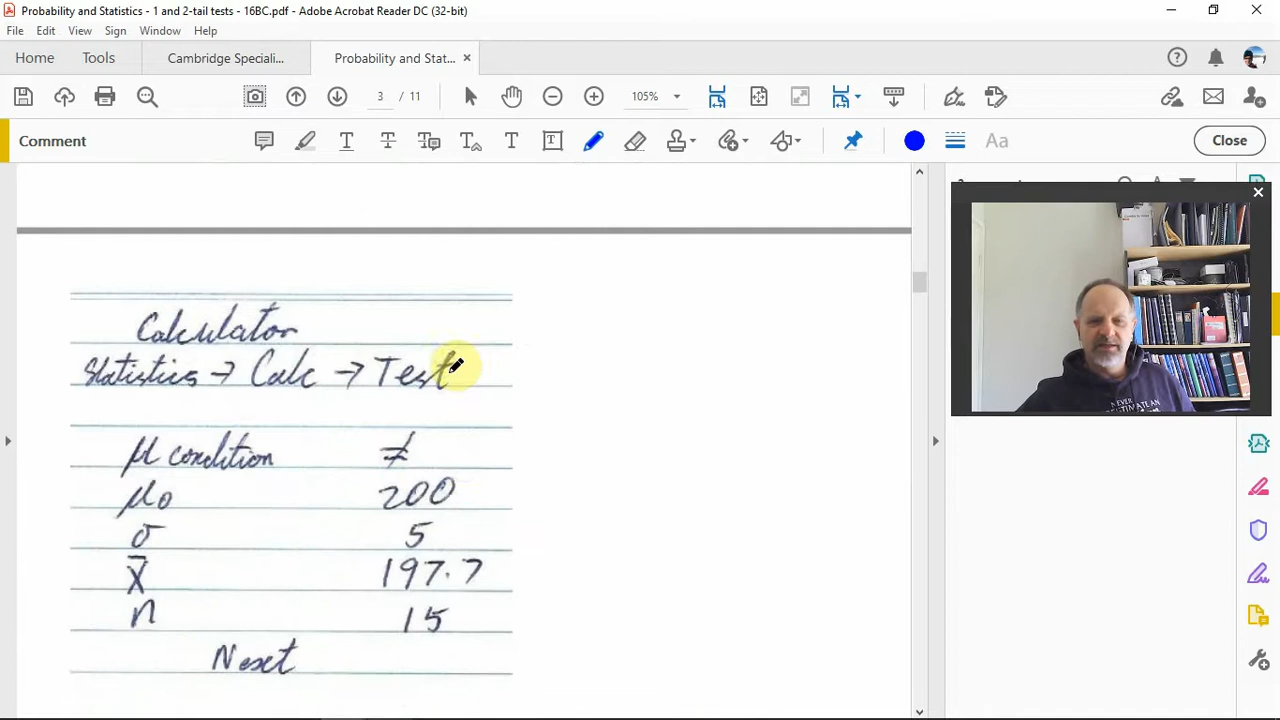 Probability and Statistics - 1 and 2-tail tests - 16BC.pdf - Adobe Acrobat Reader DC (32-bit)
File Edit View Sign Window Help
Home Tools Cambridge Speciali... Probability and Stat... ×
3 / 11 105%
Comment Aa Close
Calculator
Statistics → Calc → Test
μ condition ≠
μ0 200
σ 5
x̄ 197.7
n 15
Next